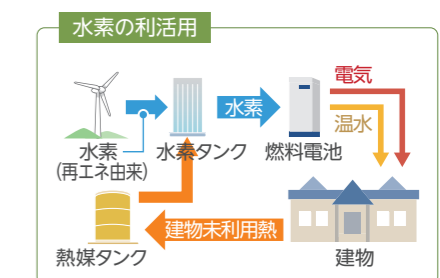 水素の利活用
電気
水素
温水
水素
(再エネ由来)
水素タンク
燃料電池
建物未利用熱
熱媒タンク
建物